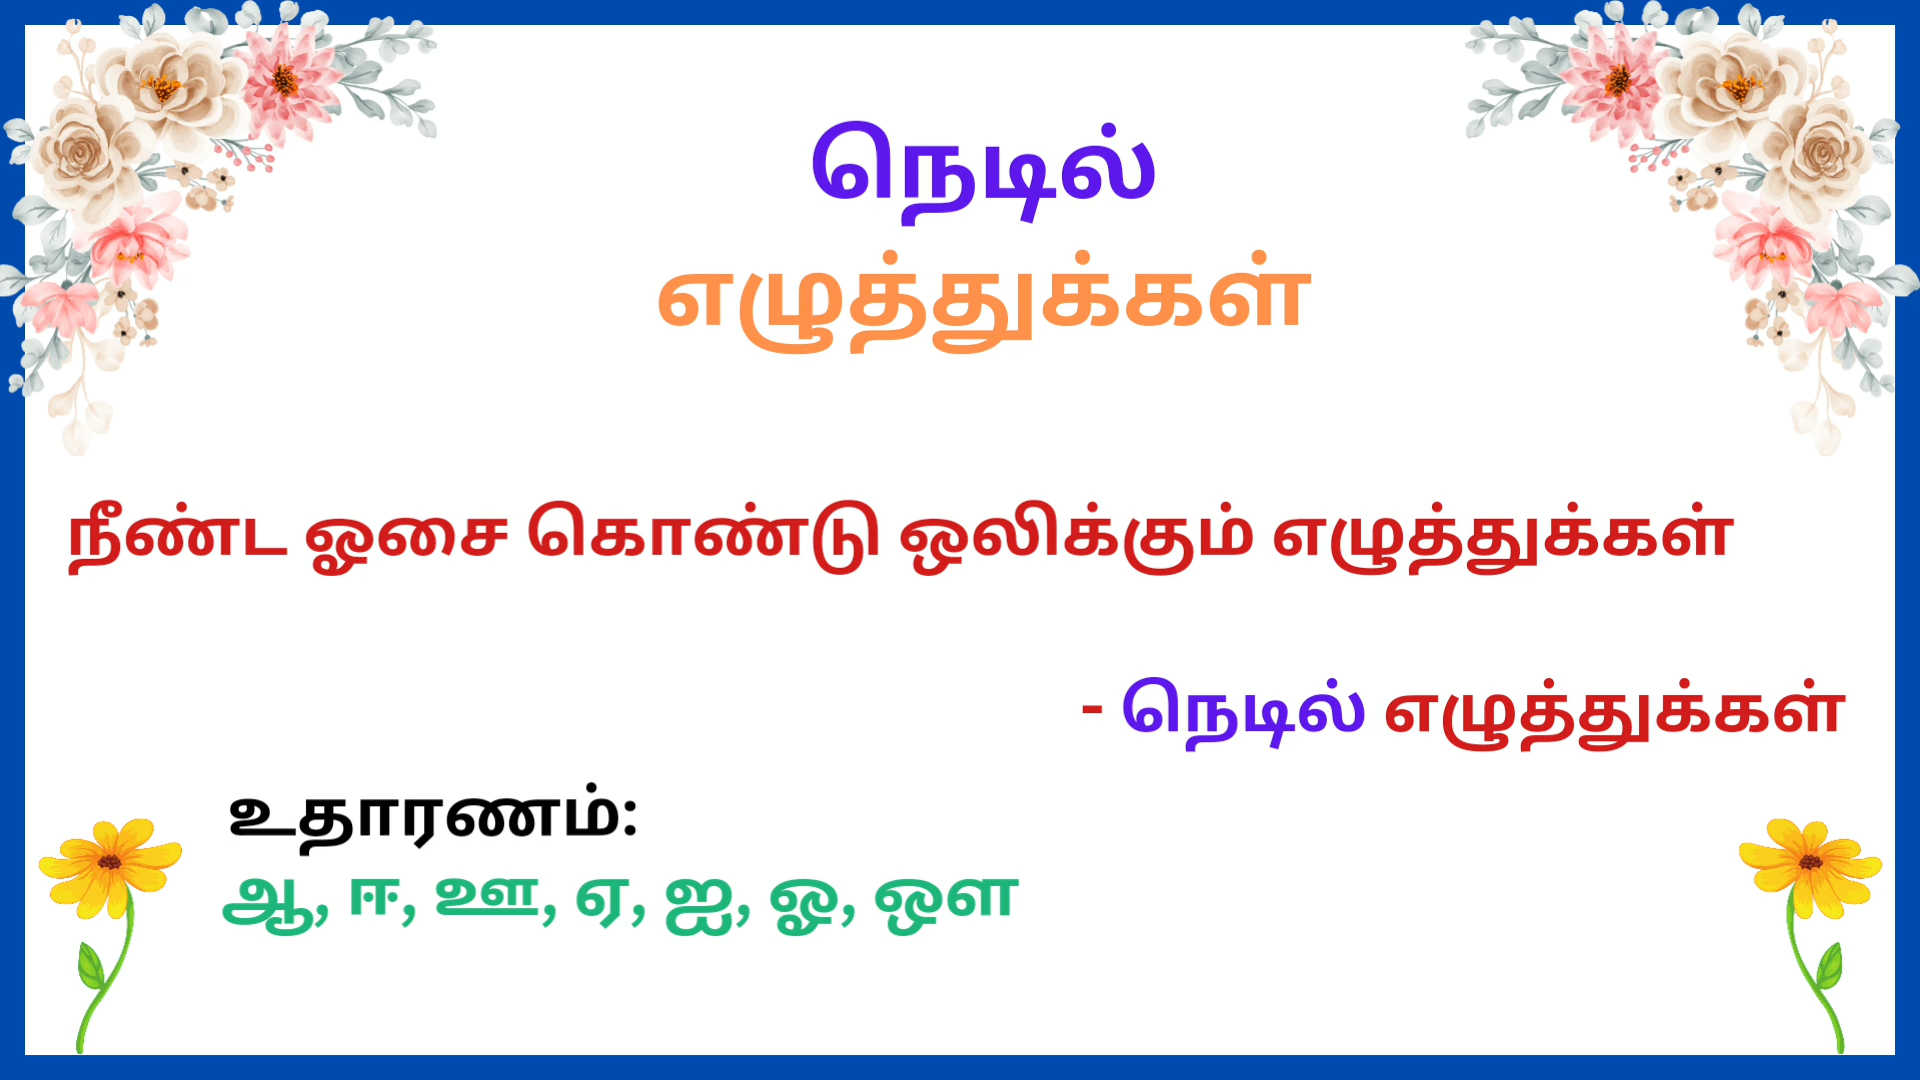 நெடில்
எழுத்துக்கள்
நீண்ட ஓசை கொண்டு ஒலிக்கும் எழுத்துக்கள்
- நெடில் எழுத்துக்கள்
உதாரணம்:
ஆ, ஈ, ஊ, ஏ, ஐ, ஓ, ஔ